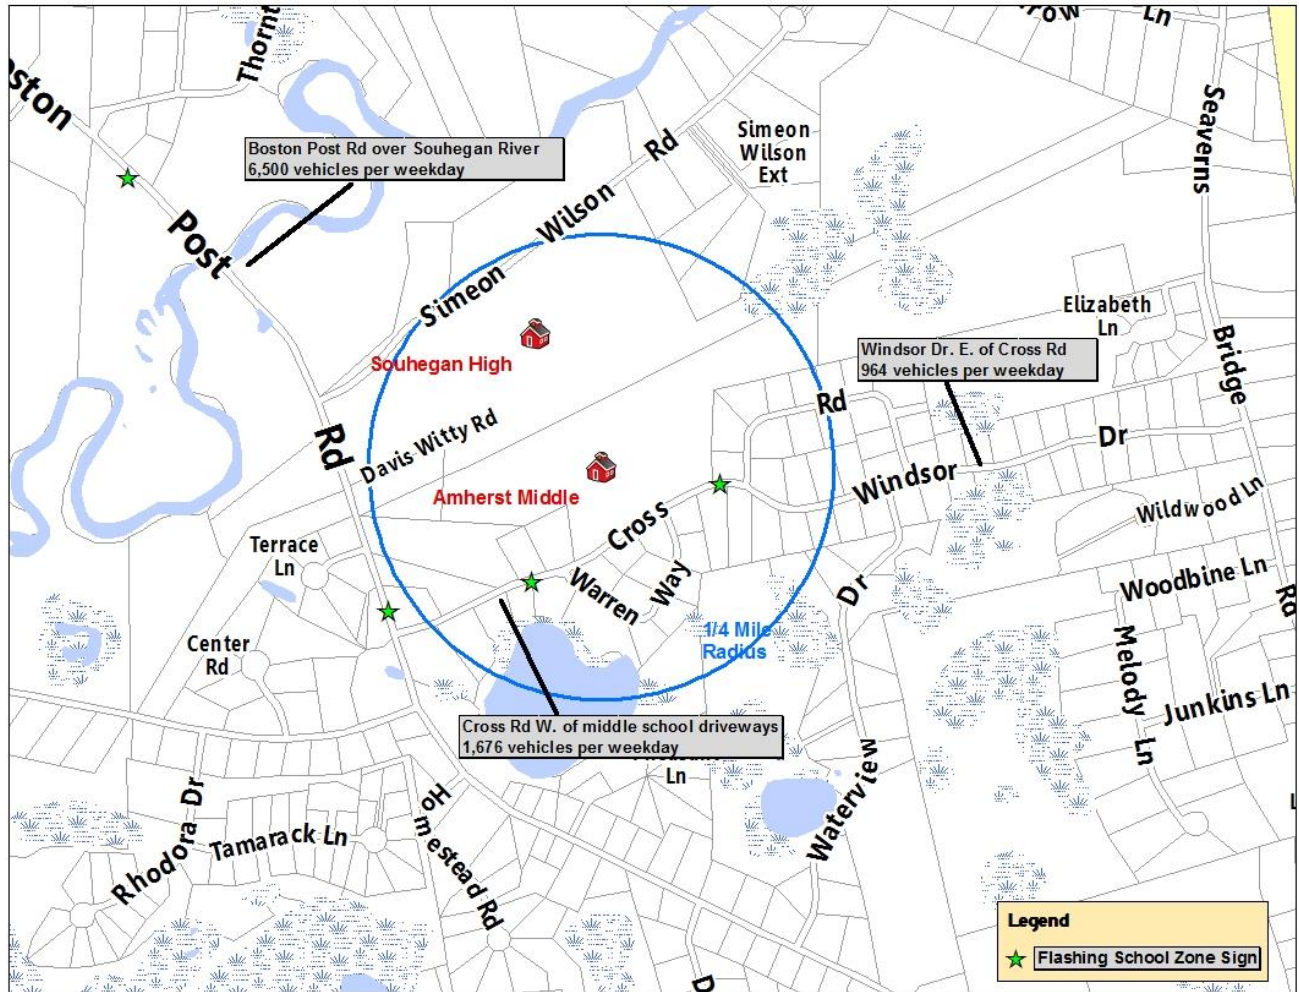 Thornt
row Ln
oston
Post
Rd
Boston Post Rd over Souhegan River
6,500 vehicles per weekday
Simeon Wilson Rd
Simeon
Wilson
Ext
Seaverns
Bridge
Rd
Elizabeth
Ln
Souhegan High
Windsor Dr. E. of Cross Rd
964 vehicles per weekday
Davis Witty Rd
Amherst Middle
Cross
Rd
Windsor
Dr
Wildwood Ln
Terrace
Ln
Warren
Way
Dr
Woodbine Ln
1/4 Mile
Radius
Center
Rd
Melody Ln
Junkins Ln
Cross Rd W. of middle school driveways
1,676 vehicles per weekday
Ln
Waterview
Rhodora Dr
Tamarack Ln
Homestead Rd
L
D
Legend
Flashing School Zone Sign